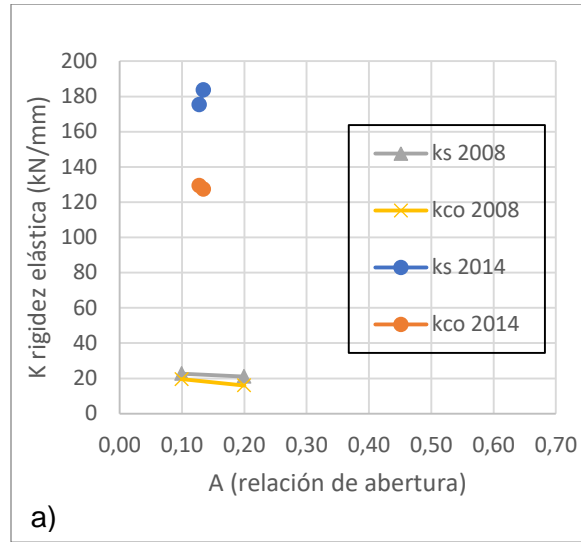 K rigidez elástica (kN/mm)
200
180
160
140
120
100
80
60
40
20
0
0,00 0,10 0,20 0,30 0,40 0,50 0,60 0,70
A (relación de abertura)
ks 2008
kco 2008
ks 2014
kco 2014
a)